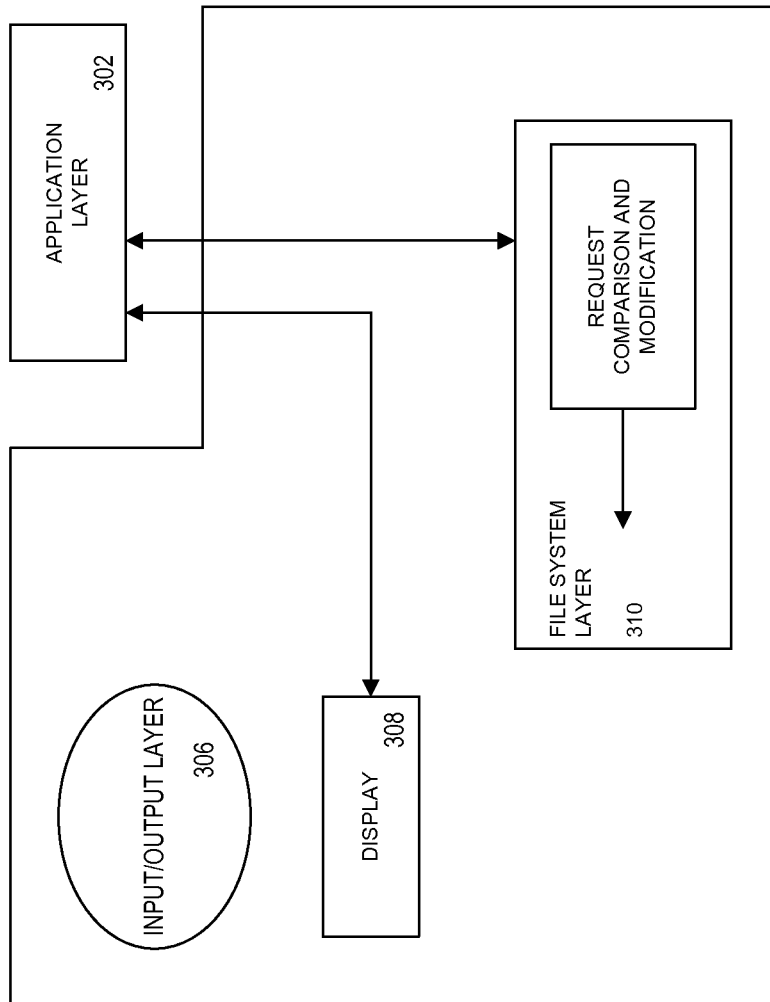 APPLICATION
LAYER
302
INPUT/OUTPUT LAYER
306
DISPLAY
308
FILE SYSTEM
LAYER
310
REQUEST
COMPARISON AND
MODIFICATION